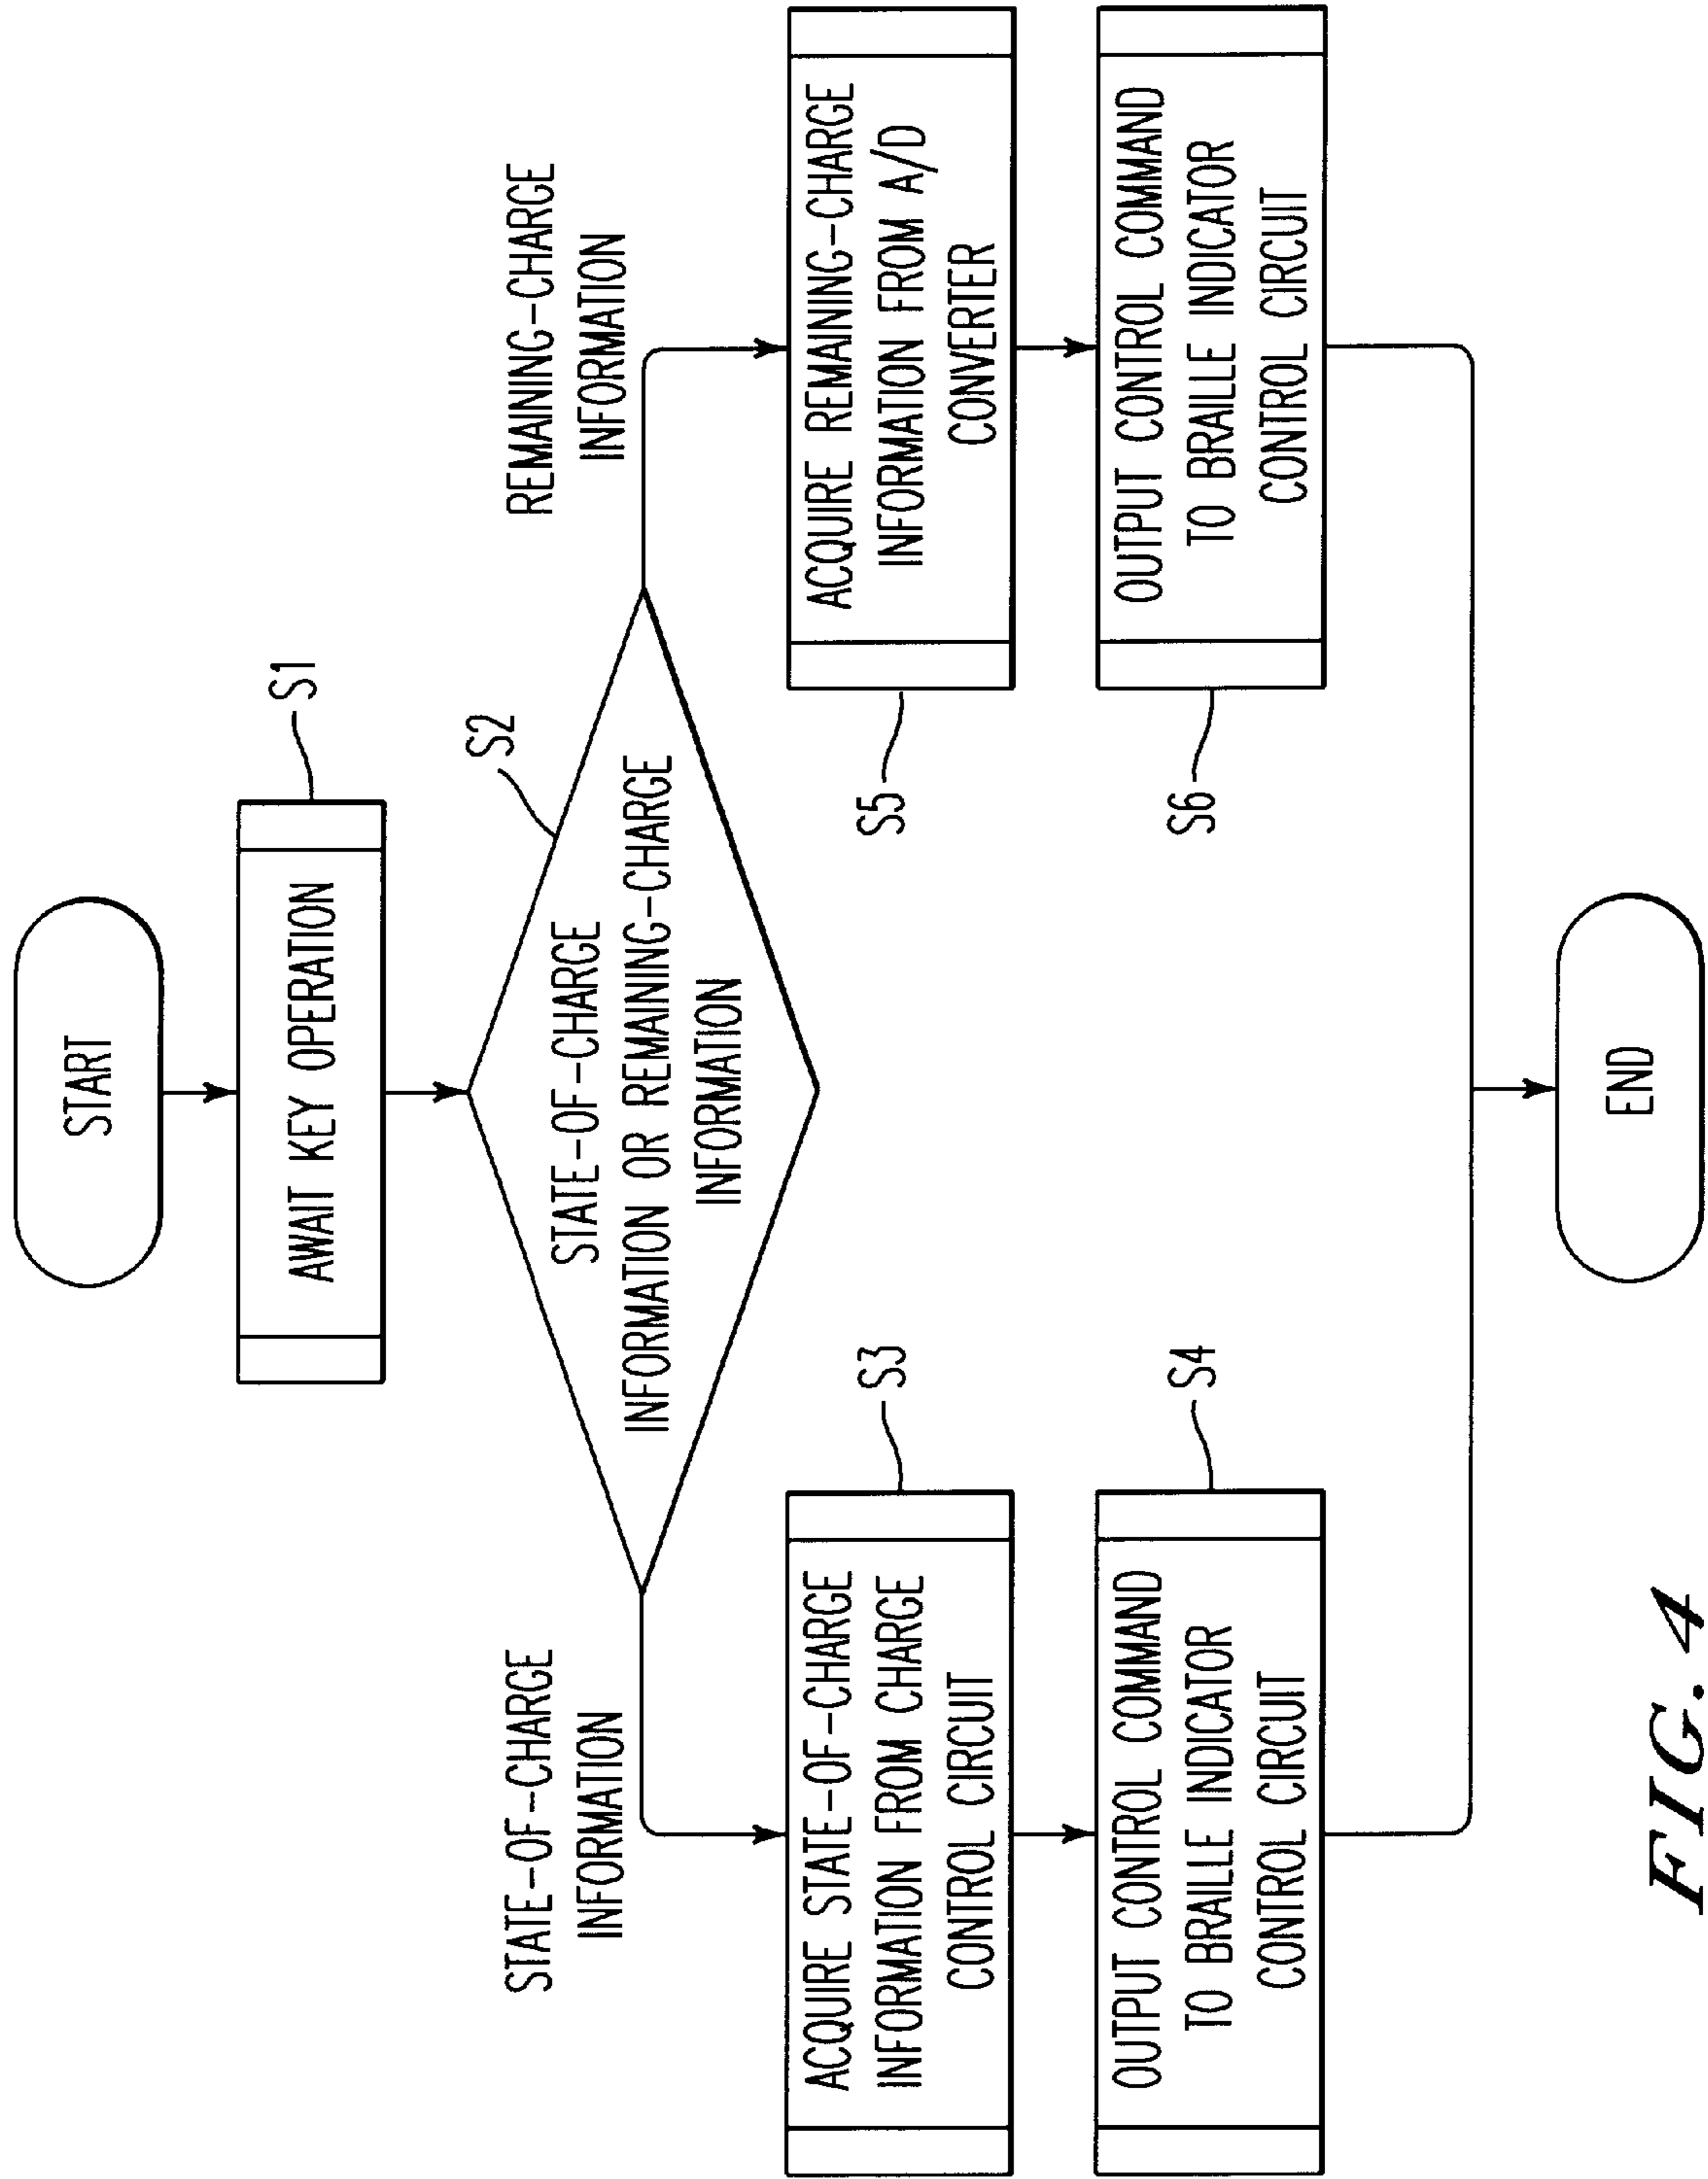 START
AWAIT KEY OPERATION
S1
S2
STATE-OF-CHARGE
INFORMATION OR REMAINING-CHARGE
INFORMATION
STATE-OF-CHARGE
INFORMATION
REMAINING-CHARGE
INFORMATION
ACQUIRE STATE-OF-CHARGE
INFORMATION FROM CHARGE
CONTROL CIRCUIT
S3
S5
ACQUIRE REMAINING-CHARGE
INFORMATION FROM A/D
CONVERTER
OUTPUT CONTROL COMMAND
TO BRAILLE INDICATOR
CONTROL CIRCUIT
S4
S6
OUTPUT CONTROL COMMAND
TO BRAILLE INDICATOR
CONTROL CIRCUIT
END
FIG. 4